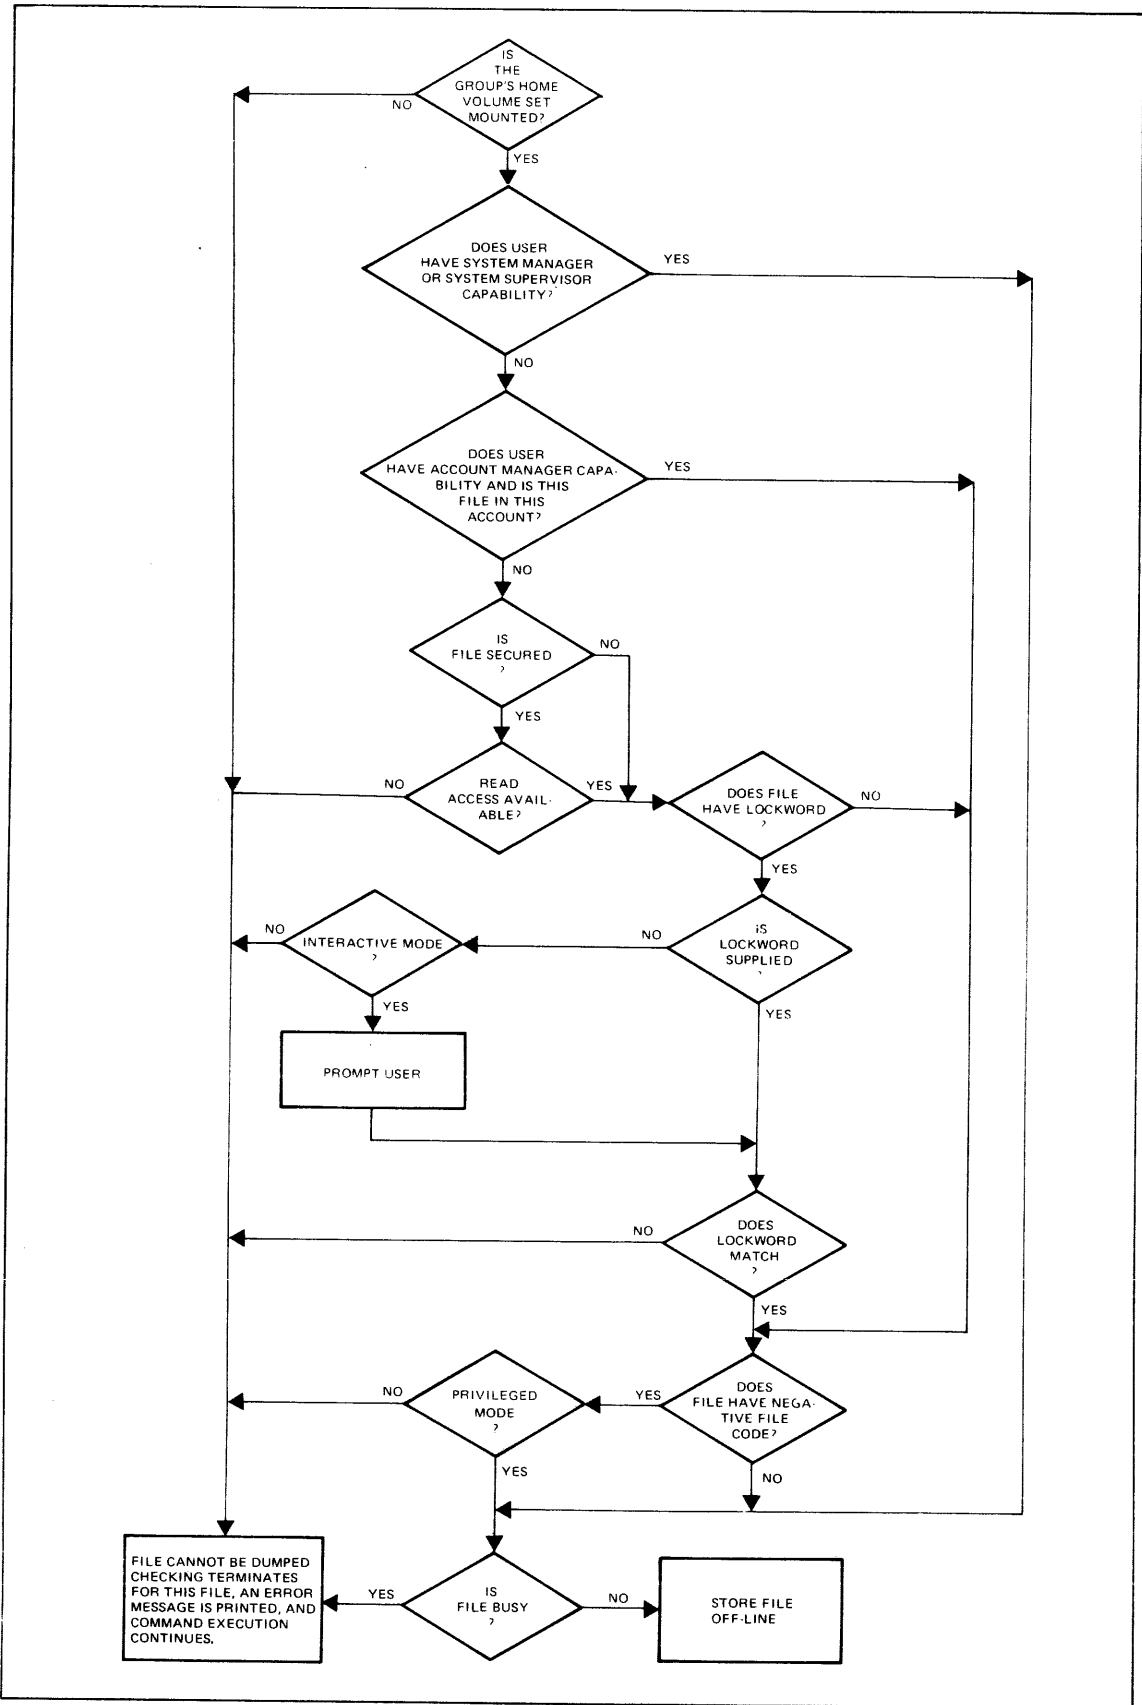 IS
THE
GROUP'S HOME
VOLUME SET
MOUNTED?
NO
YES
DOES USER
HAVE SYSTEM MANAGER
OR SYSTEM SUPERVISOR
CAPABILITY?
YES
NO
DOES USER
HAVE ACCOUNT MANAGER CAPA-
BILITY AND IS THIS
FILE IN THIS
ACCOUNT?
YES
NO
IS
FILE SECURED
?
NO
YES
READ
ACCESS AVAIL-
ABLE?
NO
YES
DOES FILE
HAVE LOCKWORD
?
NO
YES
IS
LOCKWORD
SUPPLIED
?
NO
YES
INTERACTIVE MODE
?
NO
YES
PROMPT USER
DOES
LOCKWORD
MATCH
?
NO
YES
DOES
FILE HAVE NEGA-
TIVE FILE
CODE?
YES
NO
PRIVILEGED
MODE
?
NO
YES
FILE CANNOT BE DUMPED
CHECKING TERMINATES
FOR THIS FILE, AN ERROR
MESSAGE IS PRINTED, AND
COMMAND EXECUTION
CONTINUES.
IS
FILE BUSY
?
YES
NO
STORE FILE
OFF-LINE